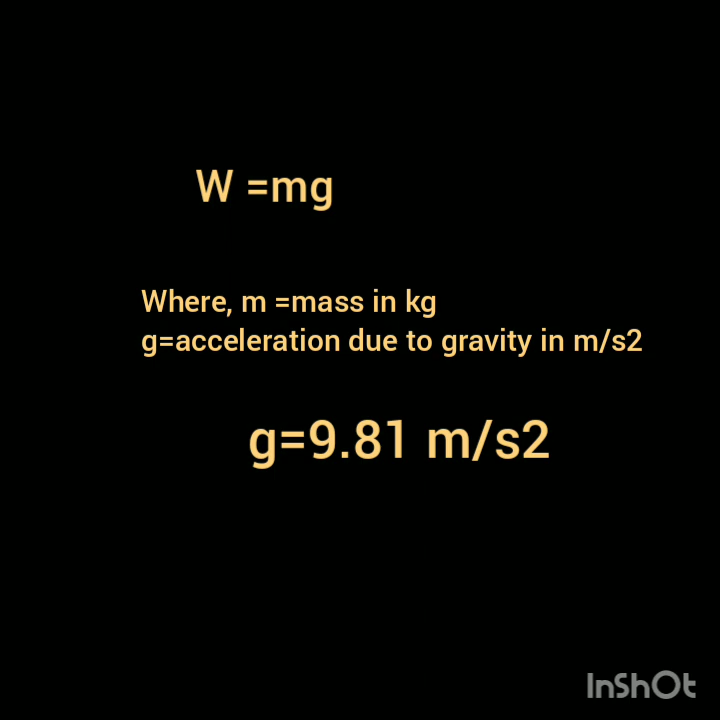 W =mg
Where, m =mass in kg
g=acceleration due to gravity in m/s2
g=9.81 m/s2
InShOt